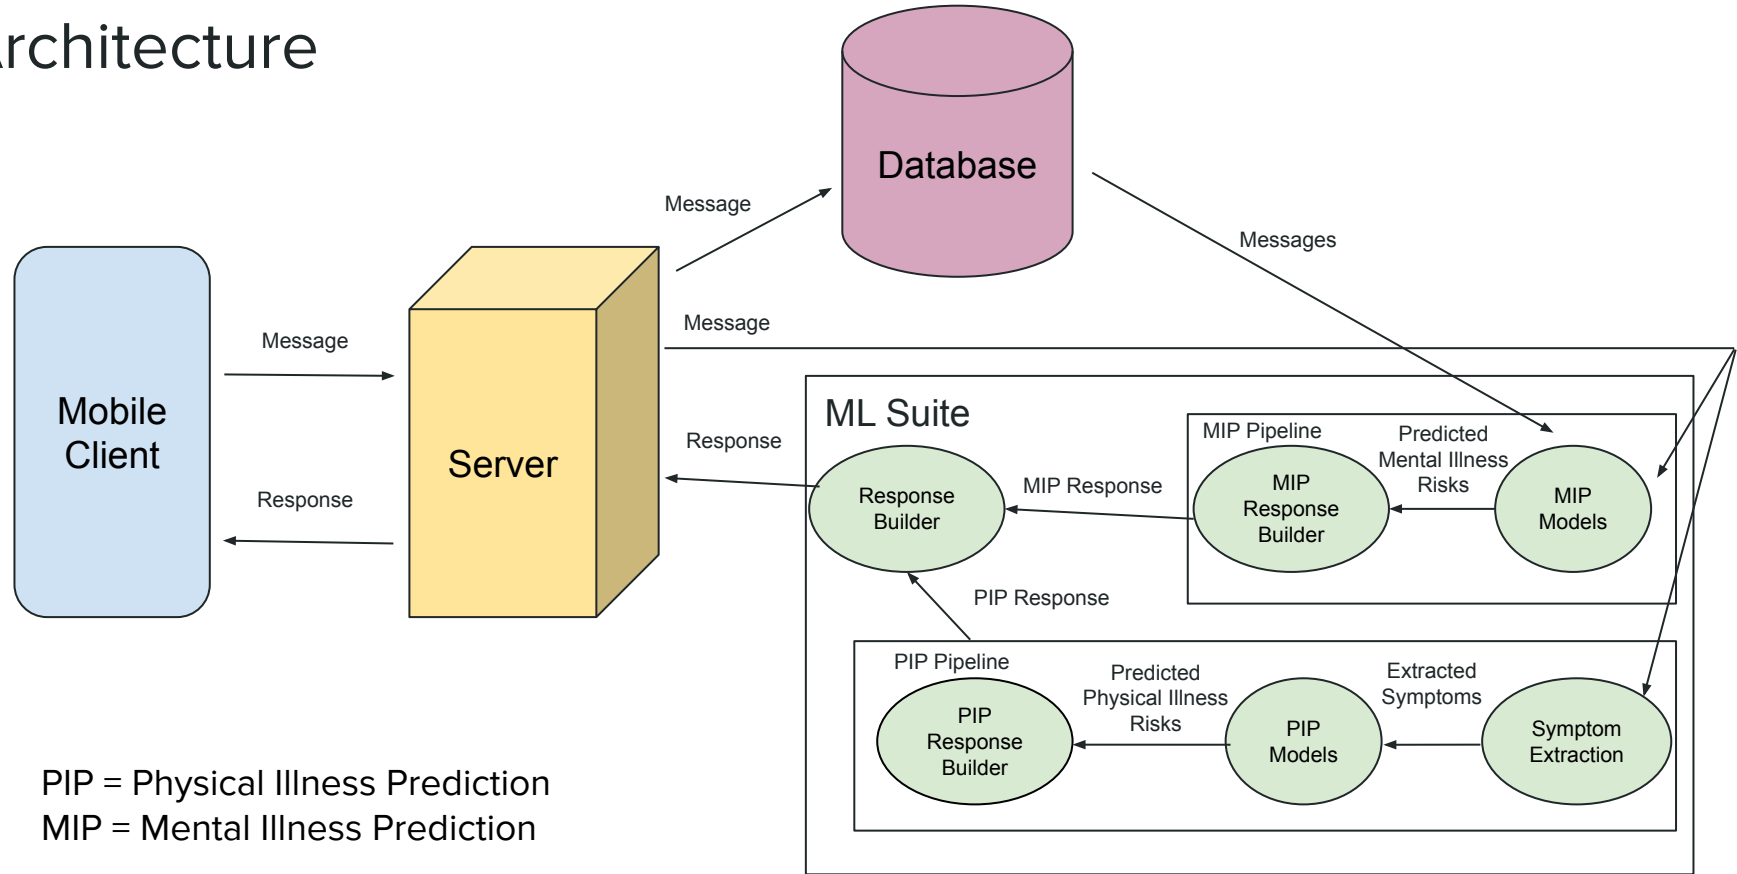 Architecture
Database
Message
Messages
Message
Message
Mobile
Client
Server
Response
Response
ML Suite
MIP Pipeline
Predicted
Mental Illness
Risks
MIP Response
Response
Builder
MIP
Response
Builder
MIP
Models
PIP Response
PIP Pipeline
Predicted
Physical Illness
Risks
Extracted
Symptoms
PIP
Response
Builder
PIP
Models
Symptom
Extraction
PIP = Physical Illness Prediction
MIP = Mental Illness Prediction